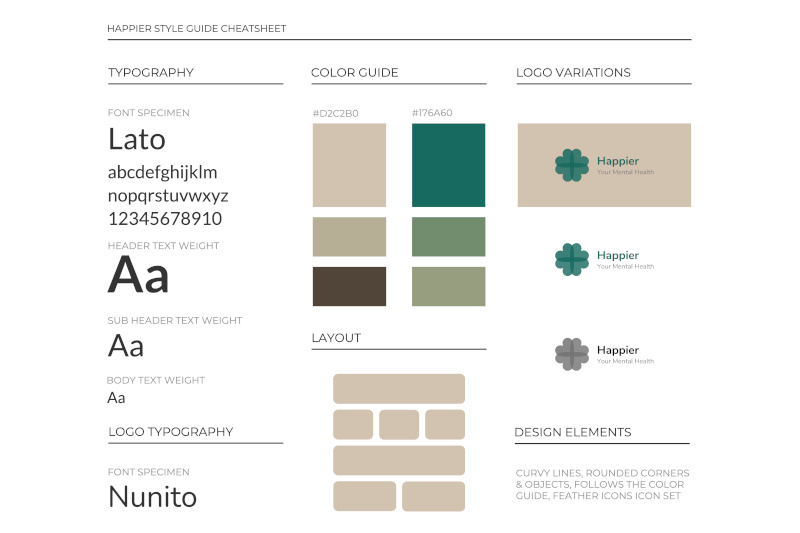 HAPPIER STYLE GUIDE CHEATSHEET
TYPOGRAPHY
FONT SPECIMEN
Lato
abcdefghijklm
nopqrstuvwxyz
12345678910
HEADER TEXT WEIGHT
Aa
SUB HEADER TEXT WEIGHT
Aa
BODY TEXT WEIGHT
Aa
LOGO TYPOGRAPHY
FONT SPECIMEN
Nunito
COLOR GUIDE
#D2C2B0
#176A60
LAYOUT
LOGO VARIATIONS
Happier
Your Mental Health
Happier
Your Mental Health
Happier
Your Mental Health
DESIGN ELEMENTS
CURVY LINES, ROUNDED CORNERS
& OBJECTS, FOLLOWS THE COLOR
GUIDE, FEATHER ICONS ICON SET